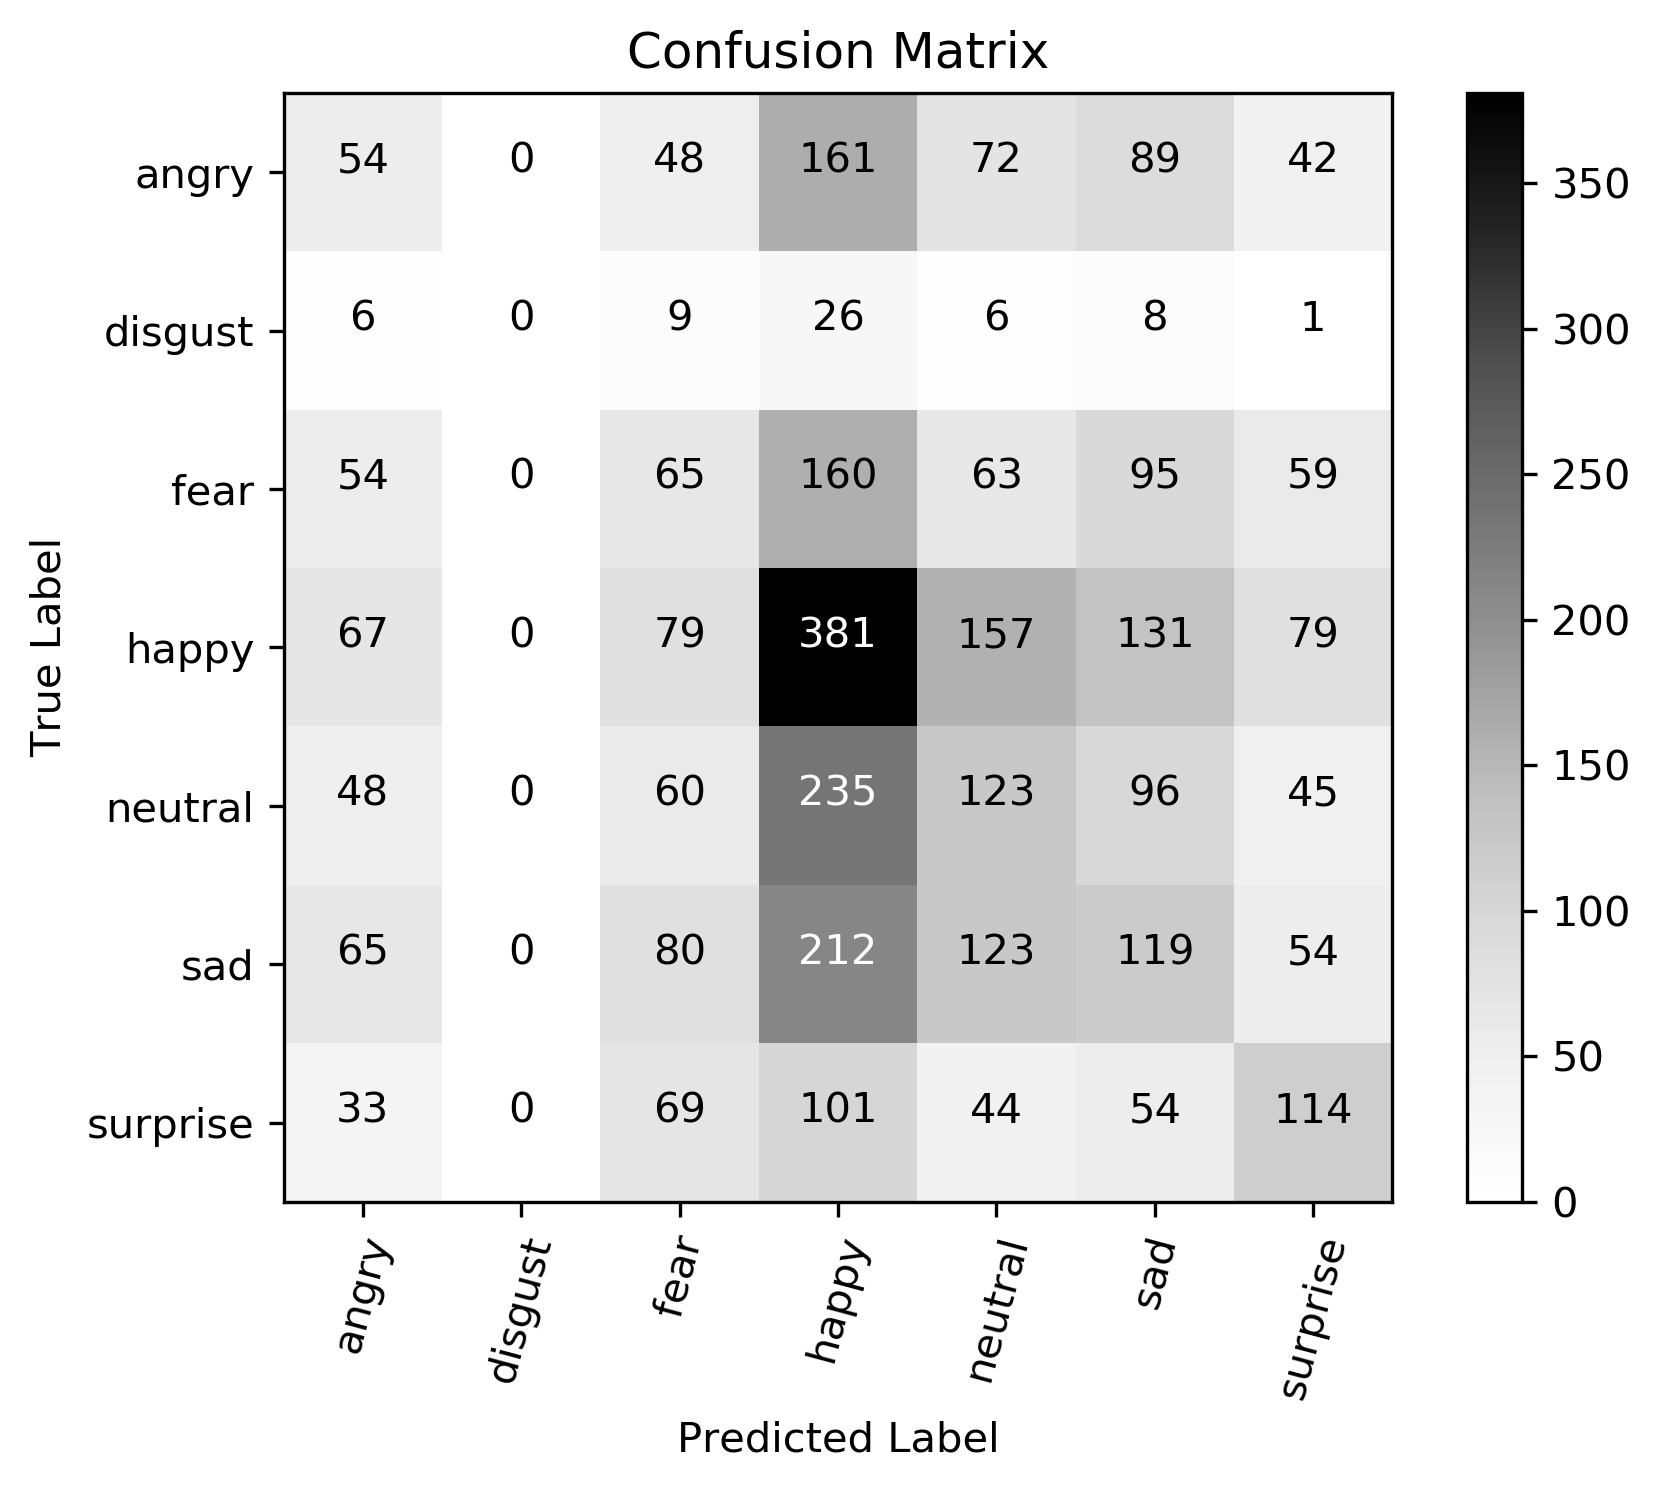 Confusion Matrix
angry 54 0 48 161 72 89 42
disgust 6 0 9 26 6 8 1
fear 54 0 65 160 63 95 59
happy 67 0 79 381 157 131 79
neutral 48 0 60 235 123 96 45
sad 65 0 80 212 123 119 54
surprise 33 0 69 101 44 54 114
angry disgust fear happy neutral sad surprise
Predicted Label
True Label
350
300
250
200
150
100
50
0